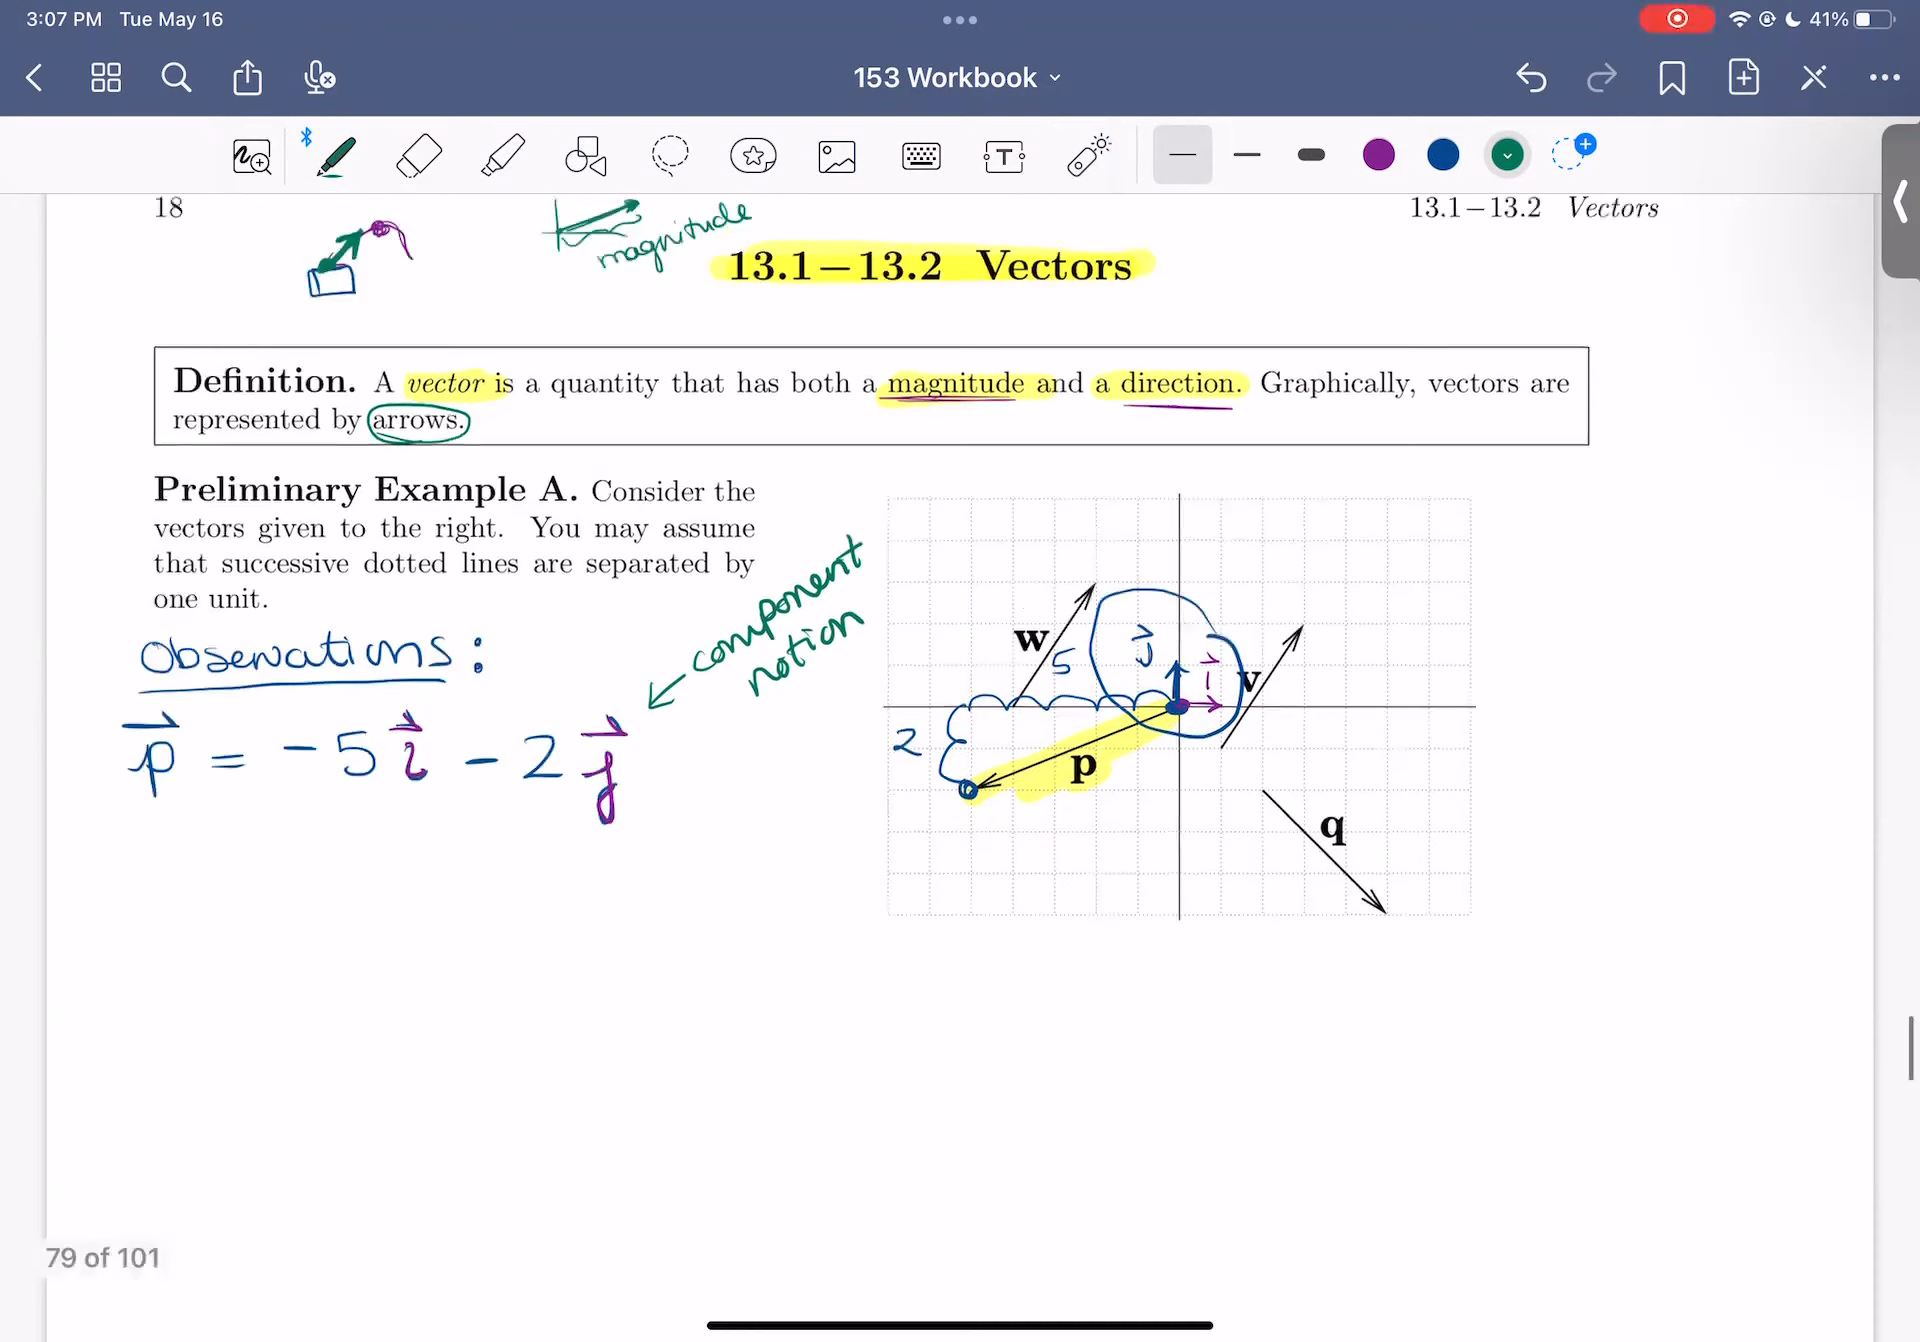 3:07 PM Tue May 16
41%
153 Workbook
18
13.1–13.2 Vectors
magnitude
13.1–13.2 Vectors
Definition. A vector is a quantity that has both a magnitude and a direction. Graphically, vectors are
represented by arrows.
Preliminary Example A. Consider the
vectors given to the right. You may assume
that successive dotted lines are separated by
one unit.
Observations:
component
notion
p⃗ = -5 i⃗ - 2 j⃗
w
5
j⃗
i⃗
v
2
p
q
79 of 101